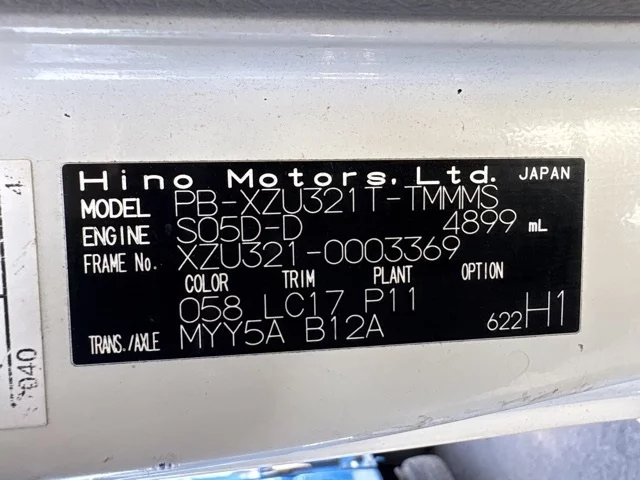 Hino Motors, Ltd. JAPAN
MODEL PB-XZU321T-TMMMS
ENGINE S05D-D 4899 mL
FRAME No. XZU321-0003369
COLOR TRIM PLANT OPTION
058 LC17 P11
TRANS./AXLE MYY5A B12A 622H1
4